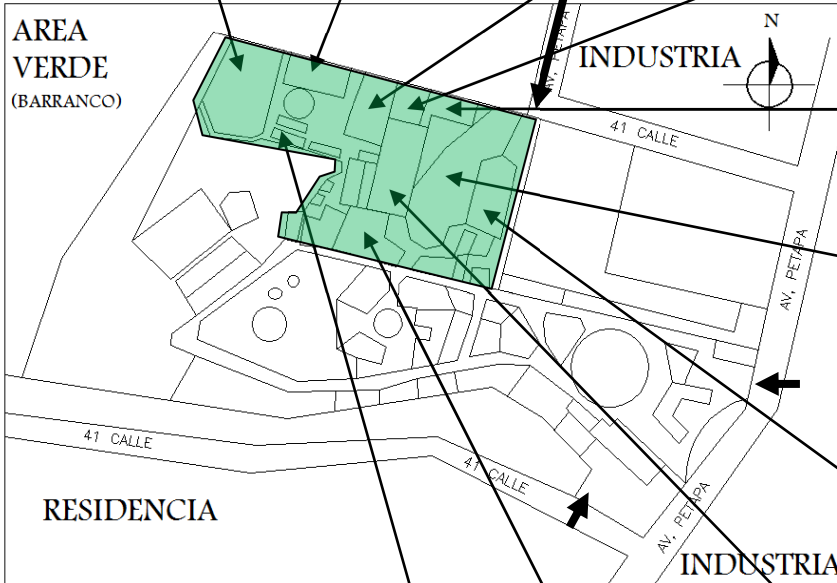 AREA
VERDE
(BARRANCO)
AV, PETAPA
INDUSTRIA
N
41 CALLE
AV, PETAPA
41 CALLE
41 CALLE
RESIDENCIA
AV, PETAPA
INDUSTRIA